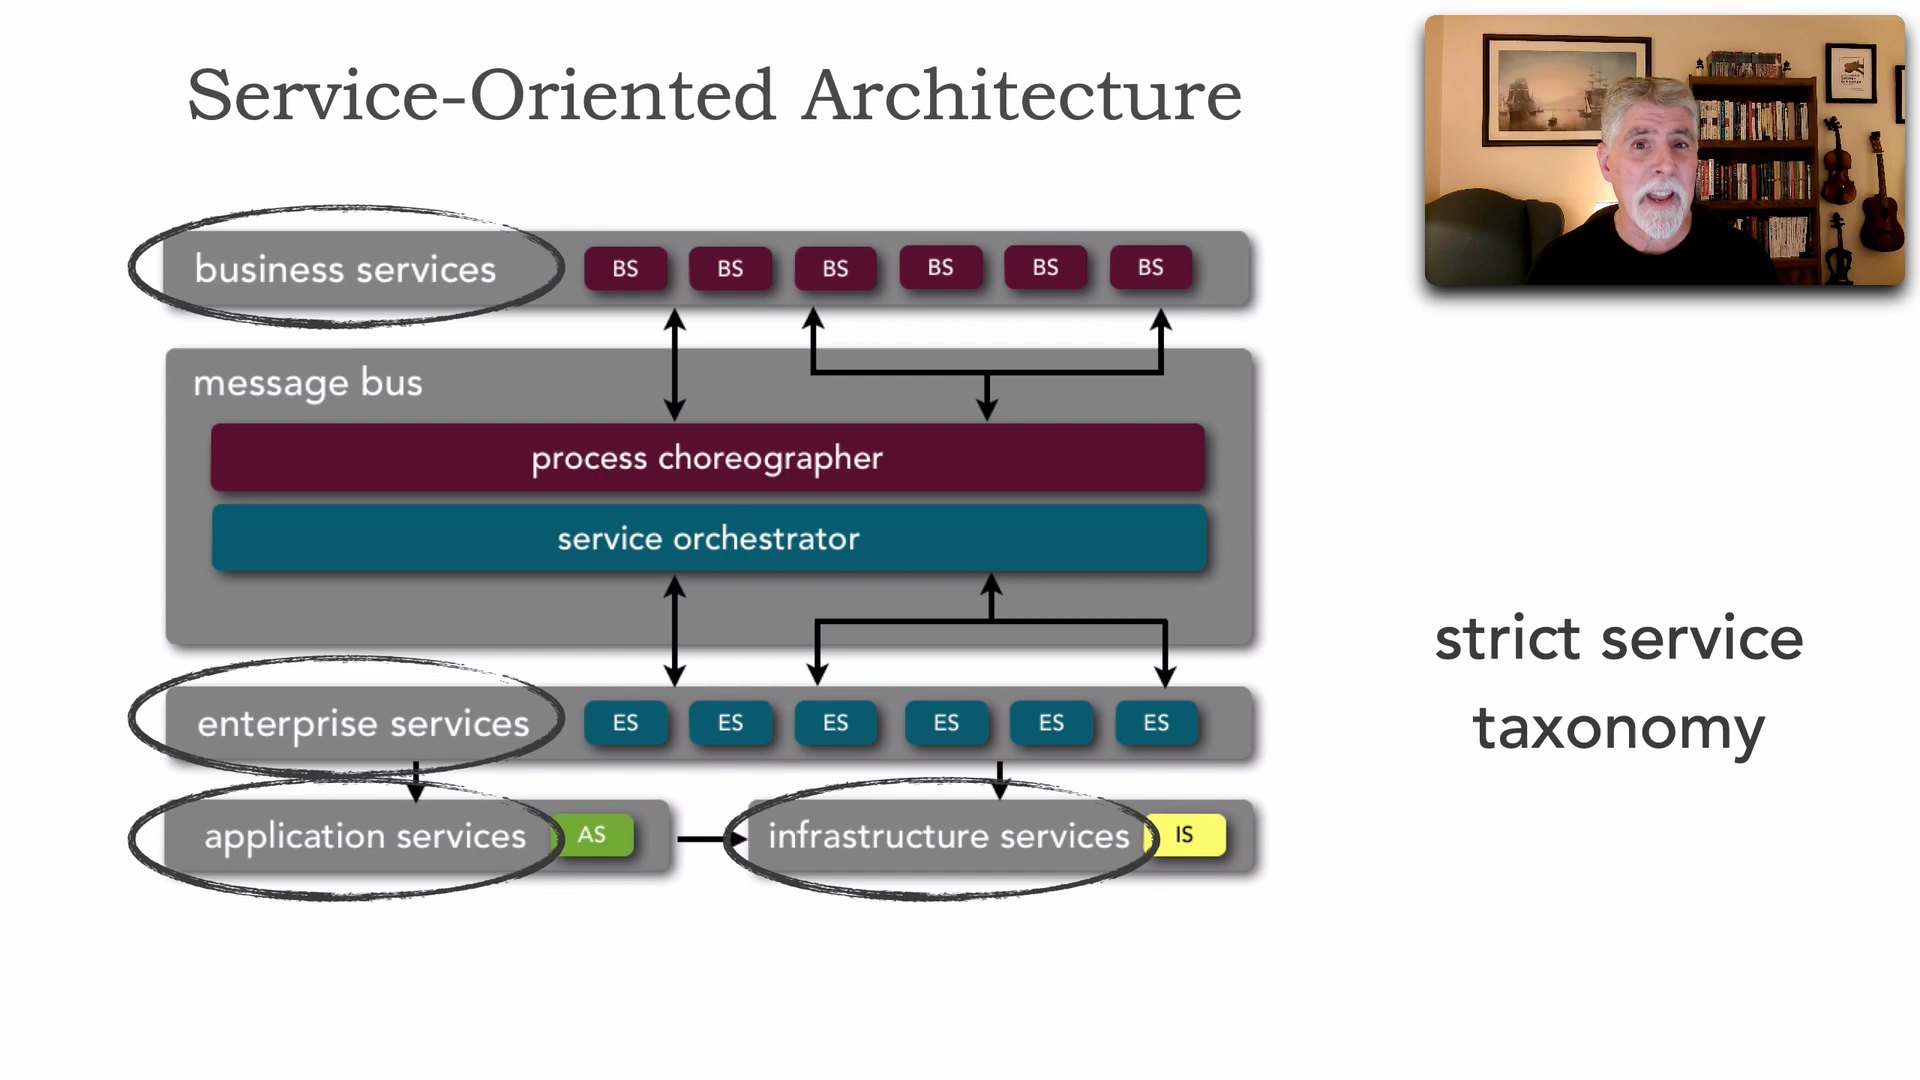 Service-Oriented Architecture
business services BS BS BS BS BS BS
message bus
process choreographer
service orchestrator
enterprise services ES ES ES ES ES ES
application services AS infrastructure services IS
strict service
taxonomy